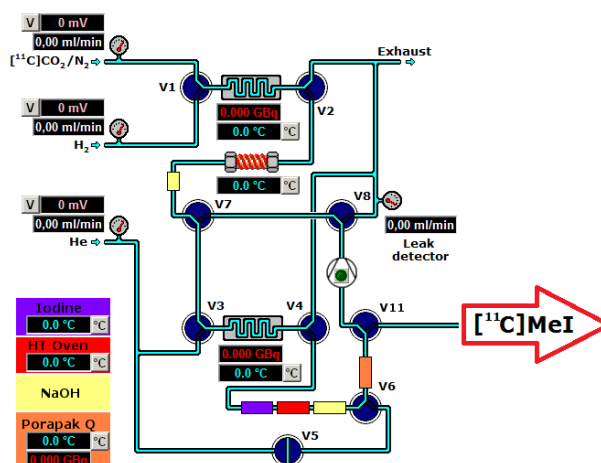 V 0 mV
0,00 ml/min
[¹¹C]CO₂/N₂
Exhaust
V1
V2
0.000 GBq
0.0 °C °C
V 0 mV
0,00 ml/min
H₂
0.0 °C °C
V 0 mV
0,00 ml/min
He
V7
V8
0,00 ml/min
Leak
detector
V3
V4
V11
[¹¹C]MeI
0.000 GBq
0.0 °C °C
Iodine
0.0 °C °C
HT Oven
0.0 °C °C
NaOH
Porapak Q
0.0 °C °C
0.000 GBq
V6
V5